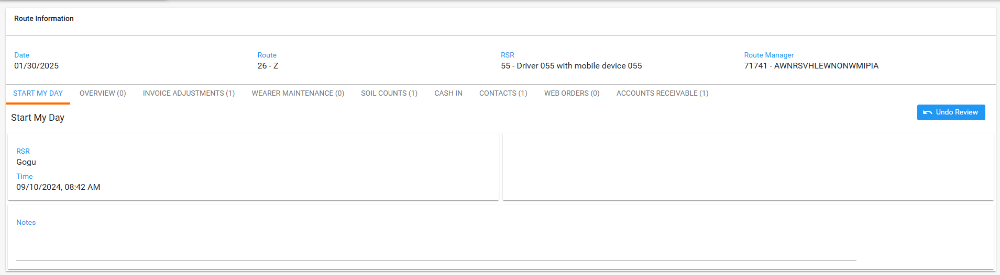 Route Information
Date
01/30/2025
Route
26 - Z
RSR
55 - Driver 055 with mobile device 055
Route Manager
71741 - AWNRSVHLEWNONWMIPIA
START MY DAY OVERVIEW (0) INVOICE ADJUSTMENTS (1) WEARER MAINTENANCE (0) SOIL COUNTS (1) CASH IN CONTACTS (1) WEB ORDERS (0) ACCOUNTS RECEIVABLE (1)
Start My Day
Undo Review
RSR
Gogu
Time
09/10/2024, 08:42 AM
Notes